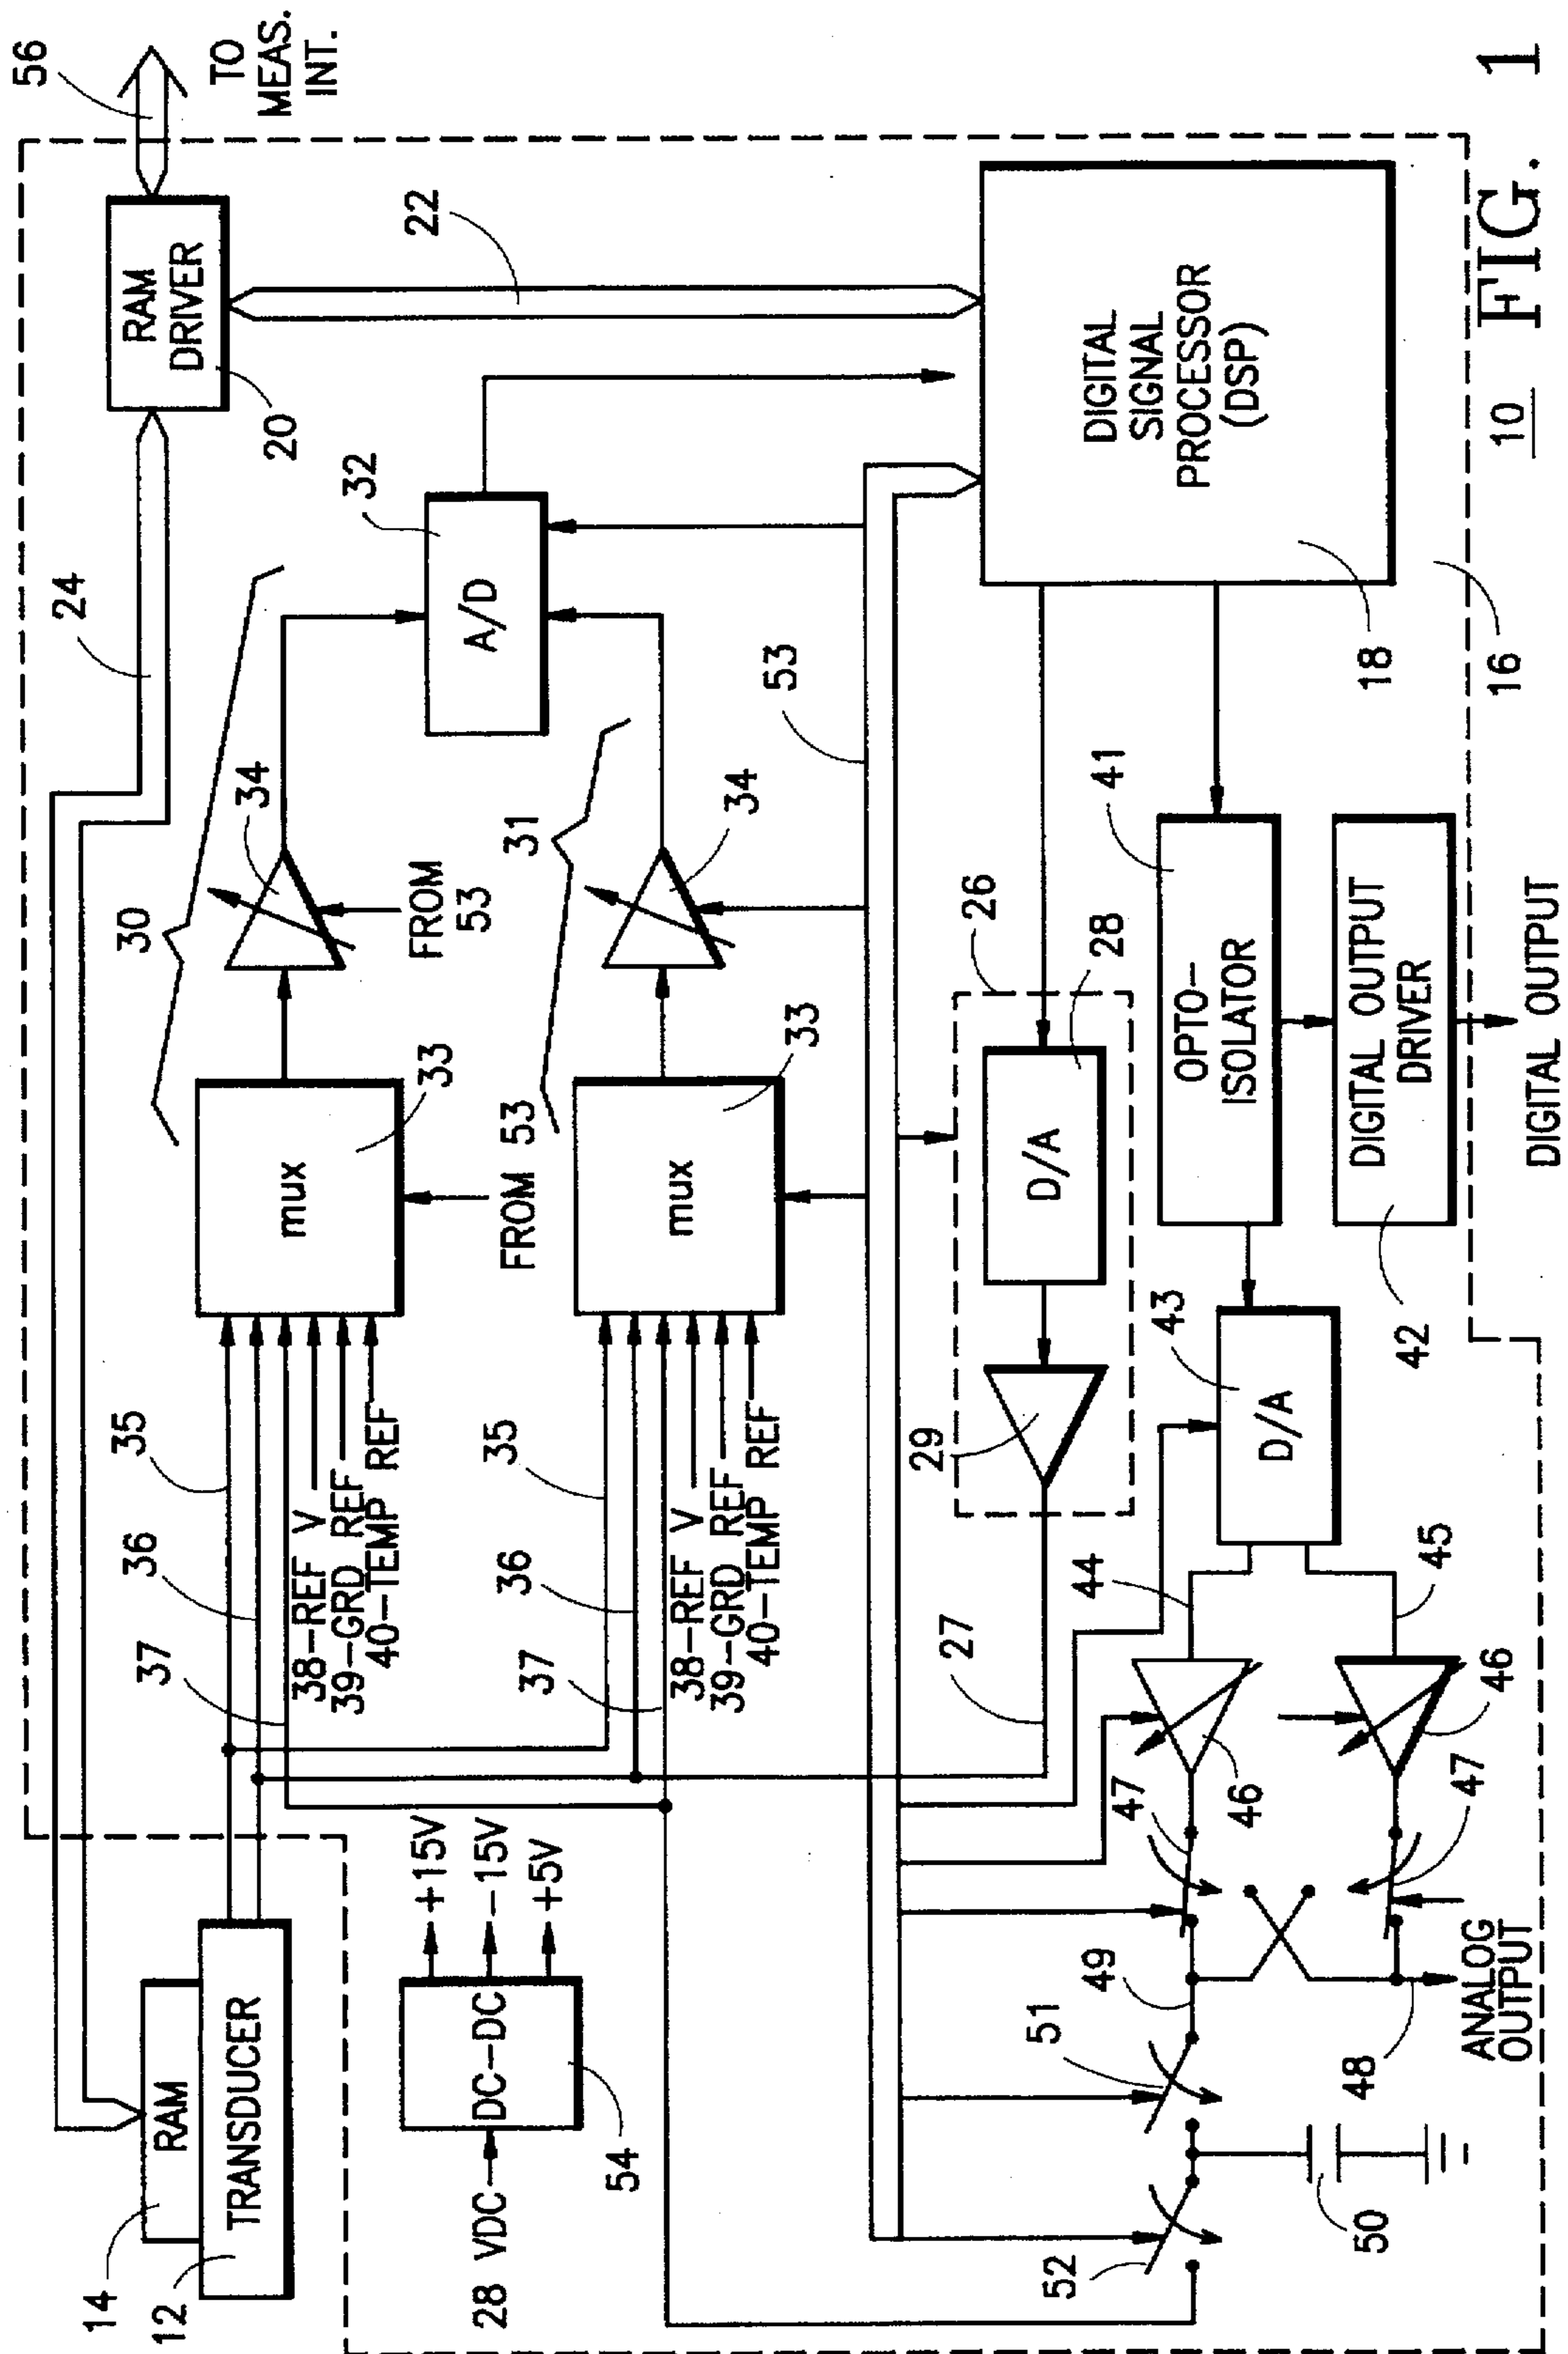 56
TO
MEAS.
INT.
RAM
DRIVER
20
24
22
14
RAM
TRANSDUCER
12
30
34
FROM
53
32
A/D
31
34
53
35
36
37
38-REF V
39-GRD REF
40-TEMP REF
mux
33
FROM 53
35
36
37
38-REF V
39-GRD REF
40-TEMP REF
mux
33
28 VDC
DC-DC
54
+15V
-15V
+5V
DIGITAL
SIGNAL
PROCESSOR
(DSP)
18
16
26
28
D/A
29
27
41
OPTO-
ISOLATOR
DIGITAL OUTPUT
DRIVER
42
DIGITAL OUTPUT
43
D/A
44
45
46
46
47
47
49
48
ANALOG
OUTPUT
51
52
50
10
FIG. 1